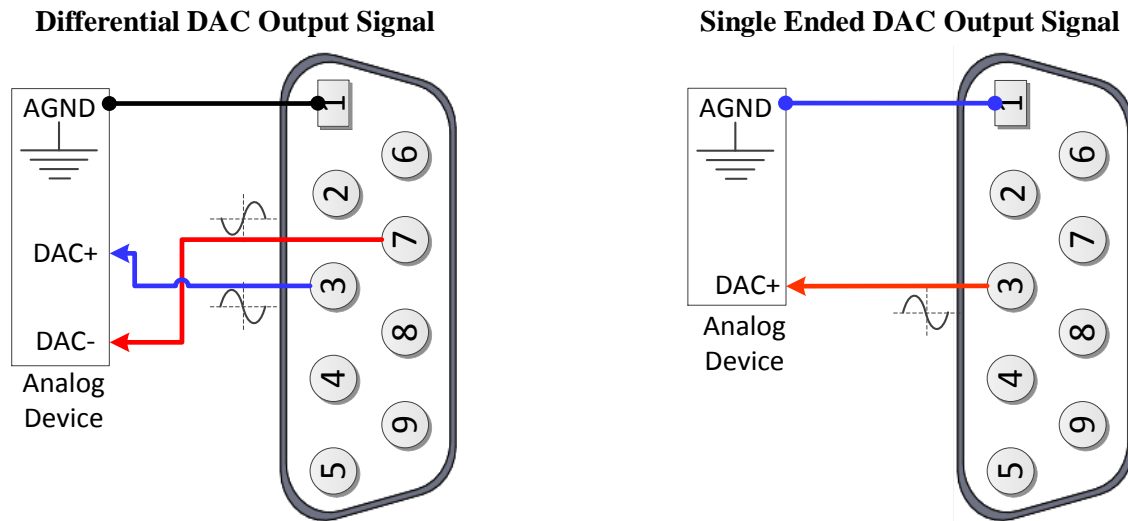 Differential DAC Output Signal
AGND
DAC+
DAC-
Analog
Device
1
6
2
7
3
8
4
9
5
Single Ended DAC Output Signal
AGND
DAC+
Analog
Device
1
6
2
7
3
8
4
9
5